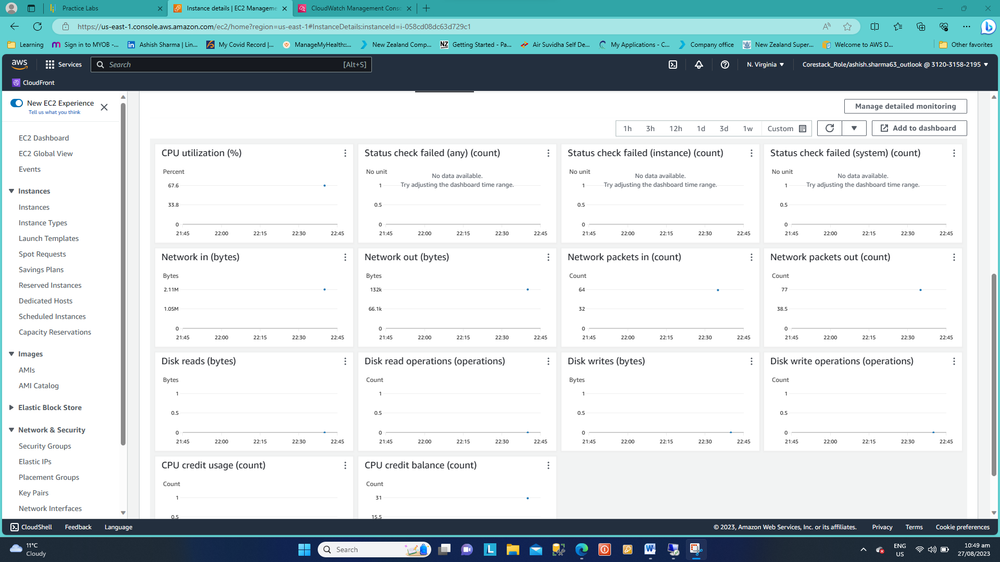 Practice Labs
Instance details | EC2 Manageme
CloudWatch Management Consc
https://us-east-1.console.aws.amazon.com/ec2/home?region=us-east-1#InstanceDetails:instanceId=i-058cd08dc63d729c1
Learning
Sign in to MYOB -...
Ashish Sharma | Lin...
My Covid Record |...
ManageMyHealth:...
New Zealand Comp...
NZ
Getting Started - Pa...
Air Suvidha Self De...
My Applications - C...
Company office
New Zealand Super...
Welcome to AWS D...
Other favorites
aws
Services
Search
[Alt+S]
N. Virginia
Corestack_Role/ashish.sharma63_outlook @ 3120-3158-2195
CloudFront
New EC2 Experience
Tell us what you think
EC2 Dashboard
EC2 Global View
Events
Instances
Instances
Instance Types
Launch Templates
Spot Requests
Savings Plans
Reserved Instances
Dedicated Hosts
Scheduled Instances
Capacity Reservations
Images
AMIs
AMI Catalog
Elastic Block Store
Network & Security
Security Groups
Elastic IPs
Placement Groups
Key Pairs
Network Interfaces
Manage detailed monitoring
1h 3h 12h 1d 3d 1w Custom
Add to dashboard
CPU utilization (%)
Percent
67.6
33.8
0
21:45 22:00 22:15 22:30 22:45
Status check failed (any) (count)
No unit
No data available.
Try adjusting the dashboard time range.
1
0.5
0
21:45 22:00 22:15 22:30 22:45
Status check failed (instance) (count)
No unit
No data available.
Try adjusting the dashboard time range.
1
0.5
0
21:45 22:00 22:15 22:30 22:45
Status check failed (system) (count)
No unit
No data available.
Try adjusting the dashboard time range.
1
0.5
0
21:45 22:00 22:15 22:30 22:45
Network in (bytes)
Bytes
2.11M
1.05M
0
21:45 22:00 22:15 22:30 22:45
Network out (bytes)
Bytes
132k
66.1k
0
21:45 22:00 22:15 22:30 22:45
Network packets in (count)
Count
64
32
0
21:45 22:00 22:15 22:30 22:45
Network packets out (count)
Count
77
38.5
0
21:45 22:00 22:15 22:30 22:45
Disk reads (bytes)
Bytes
1
0.5
0
21:45 22:00 22:15 22:30 22:45
Disk read operations (operations)
Count
1
0.5
0
21:45 22:00 22:15 22:30 22:45
Disk writes (bytes)
Bytes
1
0.5
0
21:45 22:00 22:15 22:30 22:45
Disk write operations (operations)
Count
1
0.5
0
21:45 22:00 22:15 22:30 22:45
CPU credit usage (count)
Count
1
0.5
CPU credit balance (count)
Count
31
15.5
CloudShell
Feedback
Language
© 2023, Amazon Web Services, Inc. or its affiliates.
Privacy
Terms
Cookie preferences
11°C
Cloudy
Search
ENG
US
10:49 am
27/08/2023